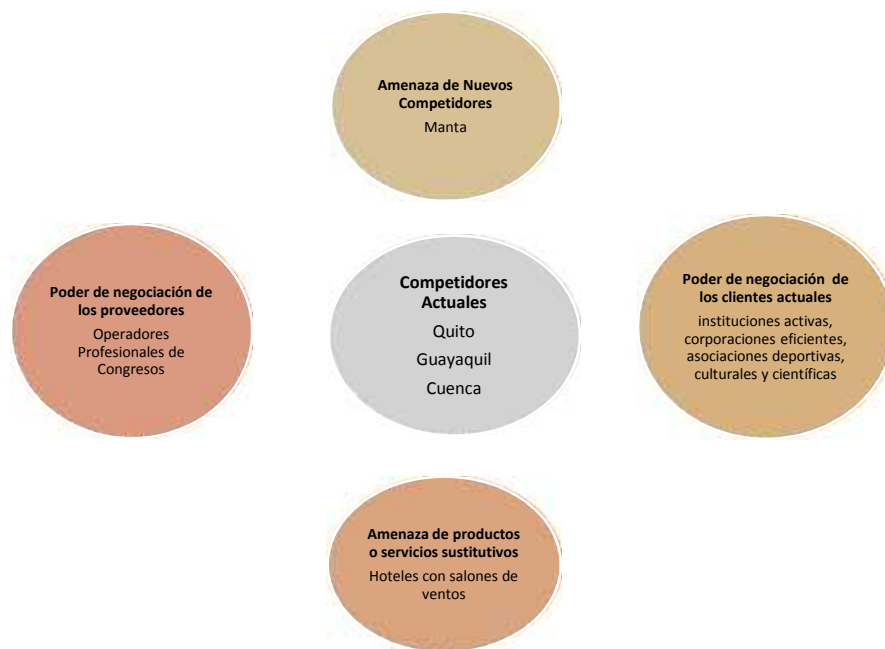 Amenaza de Nuevos
Competidores
Manta
Poder de negociación de
los proveedores
Operadores
Profesionales de
Congresos
Competidores
Actuales
Quito
Guayaquil
Cuenca
Poder de negociación de
los clientes actuales
instituciones activas,
corporaciones eficientes,
asociaciones deportivas,
culturales y científicas
Amenaza de productos
o servicios sustitutivos
Hoteles con salones de
ventos